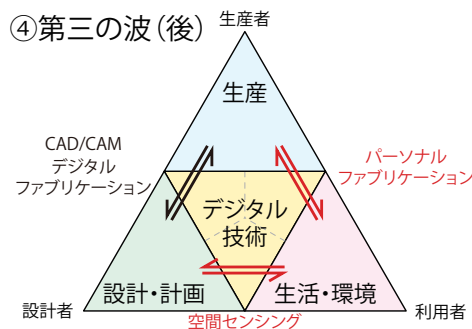 ④第三の波（後）
生産者
生産
CAD/CAM
デジタル
ファブリケーション
パーソナル
ファブリケーション
デジタル
技術
設計・計画
生活・環境
設計者
空間センシング
利用者